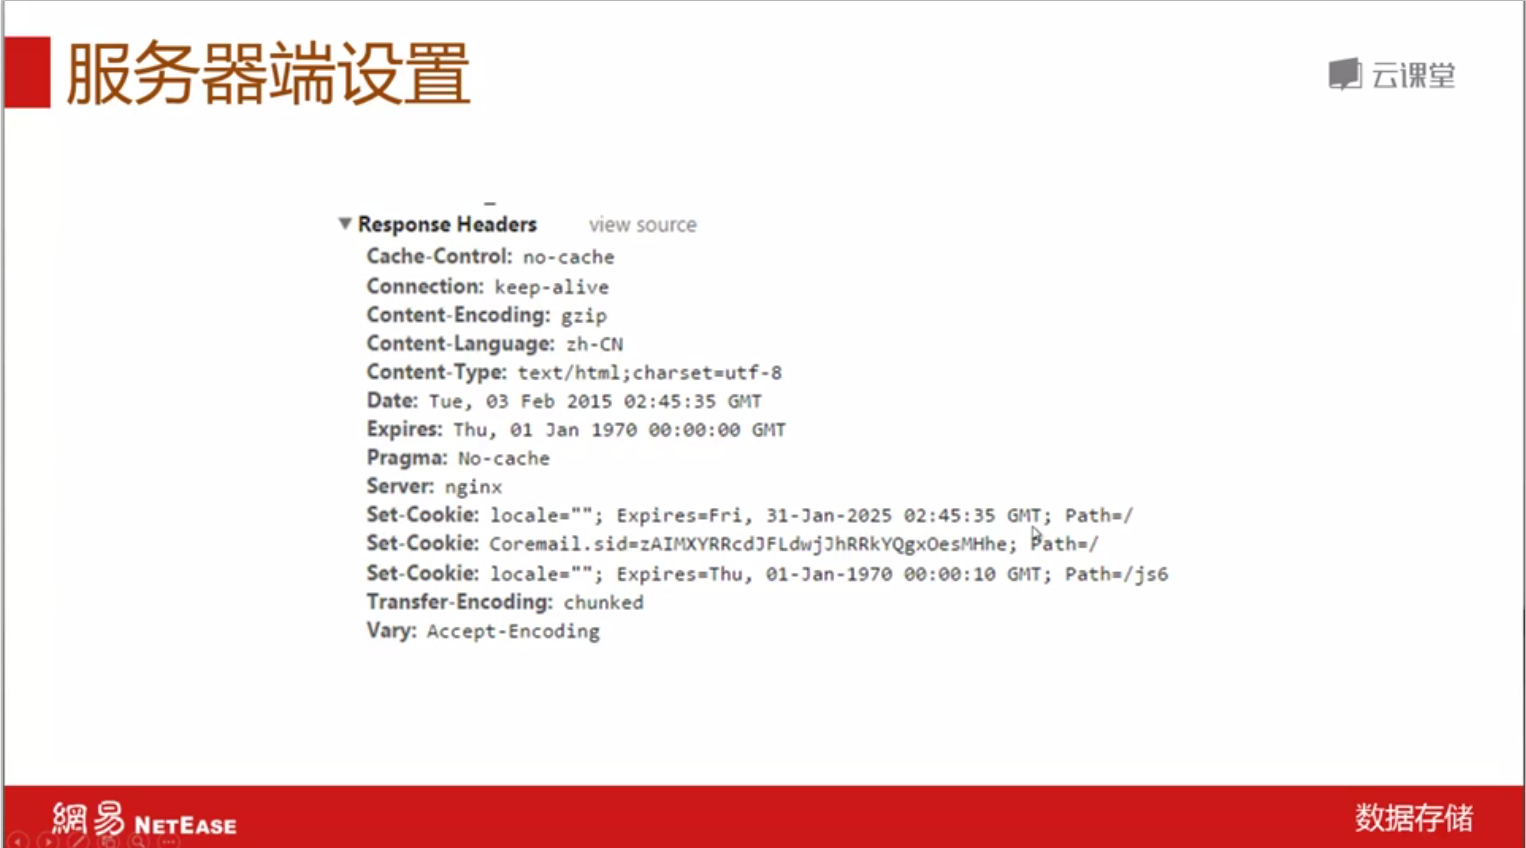 服务器端设置
云课堂
Response Headers view source
Cache-Control: no-cache
Connection: keep-alive
Content-Encoding: gzip
Content-Language: zh-CN
Content-Type: text/html;charset=utf-8
Date: Tue, 03 Feb 2015 02:45:35 GMT
Expires: Thu, 01 Jan 1970 00:00:00 GMT
Pragma: No-cache
Server: nginx
Set-Cookie: locale=""; Expires=Fri, 31-Jan-2025 02:45:35 GMT; Path=/
Set-Cookie: Coremail.sid=zAIMXYRRcdJFLdwjJhRRkYQgxOesMHhe; Path=/
Set-Cookie: locale=""; Expires=Thu, 01-Jan-1970 00:00:10 GMT; Path=/js6
Transfer-Encoding: chunked
Vary: Accept-Encoding
網易 NETEASE
数据存储